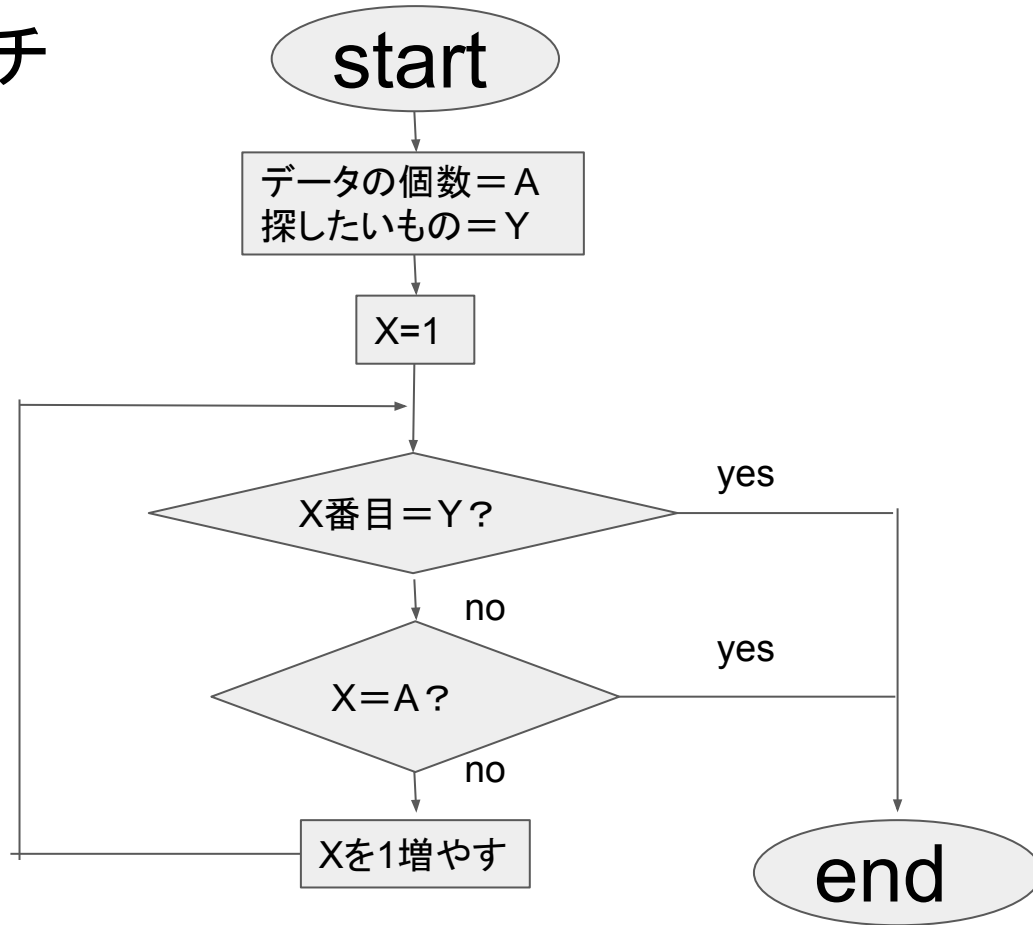 チ
start
データの個数＝A
探したいもの＝Y
X=1
X番目＝Y？
yes
no
X＝A？
yes
no
Xを1増やす
end